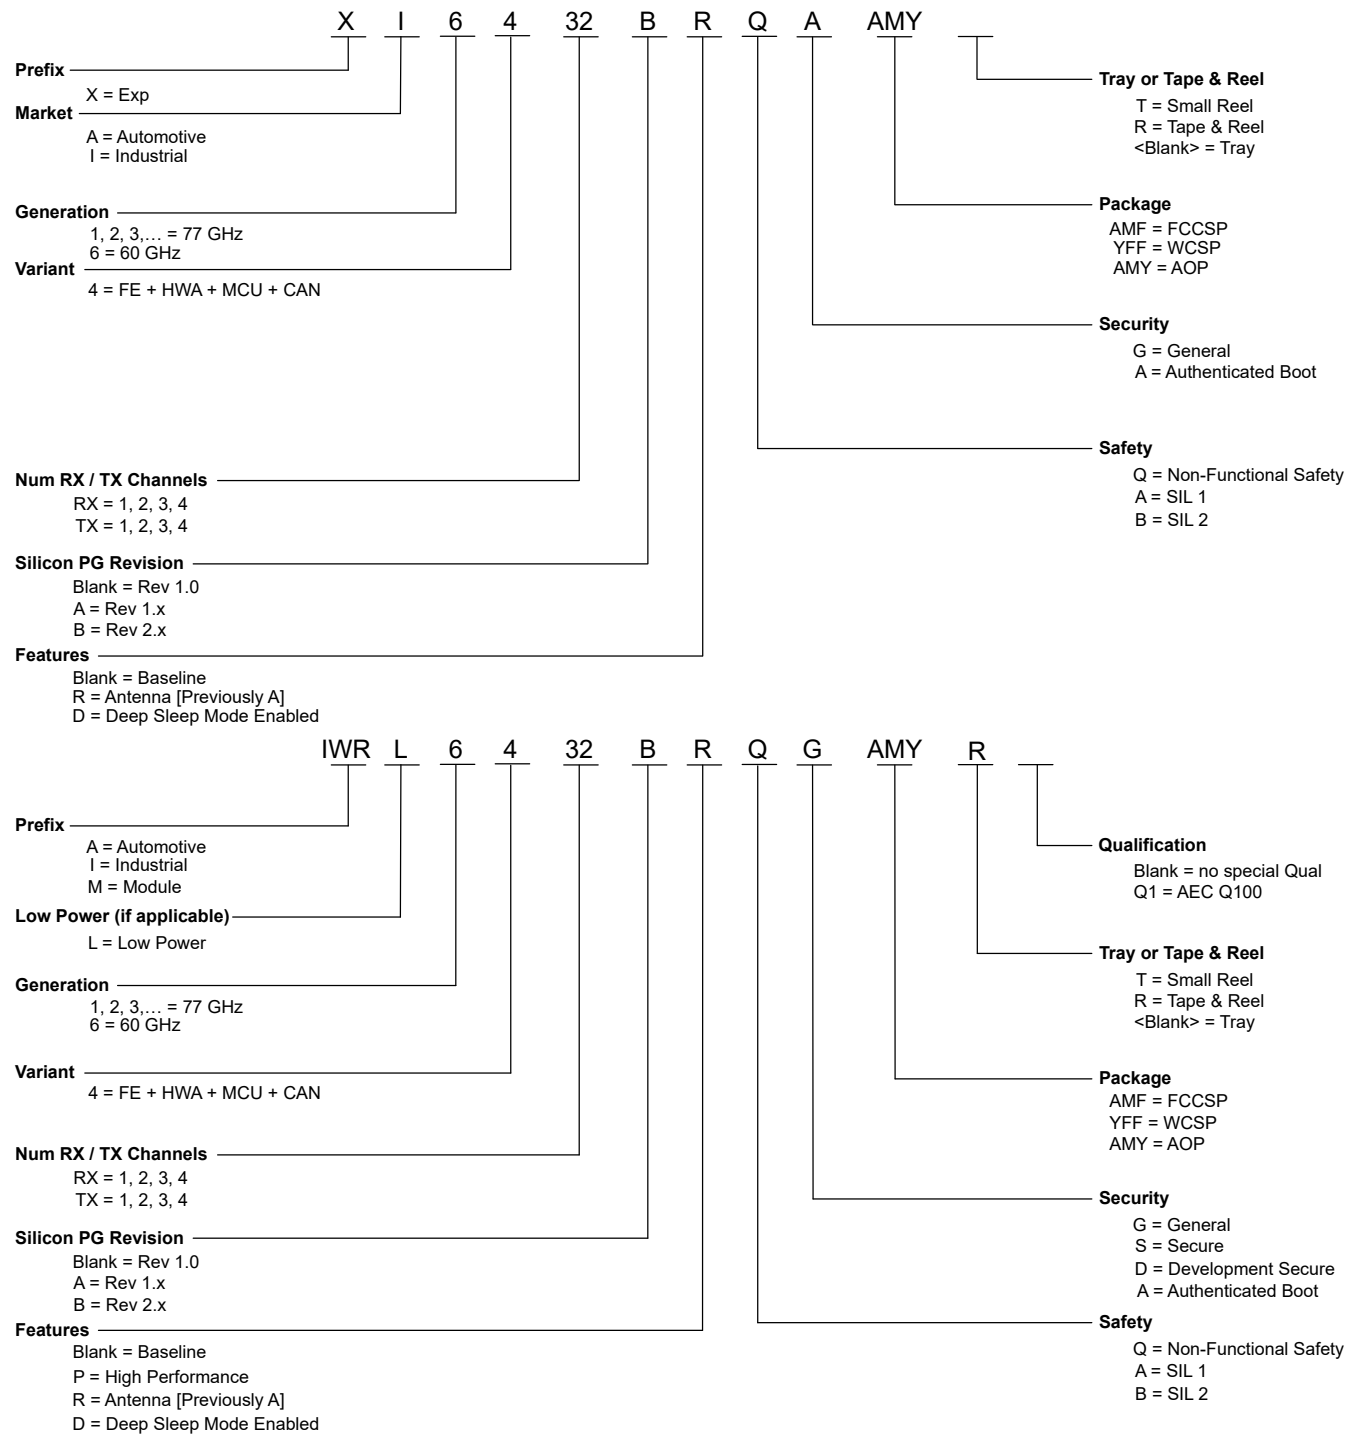 X I 6 4 32 B R Q A AMY
Prefix
X = Exp
Market
A = Automotive
I = Industrial
Generation
1, 2, 3,… = 77 GHz
6 = 60 GHz
Variant
4 = FE + HWA + MCU + CAN
Num RX / TX Channels
RX = 1, 2, 3, 4
TX = 1, 2, 3, 4
Silicon PG Revision
Blank = Rev 1.0
A = Rev 1.x
B = Rev 2.x
Features
Blank = Baseline
R = Antenna [Previously A]
D = Deep Sleep Mode Enabled
Tray or Tape & Reel
T = Small Reel
R = Tape & Reel
<Blank> = Tray
Package
AMF = FCCSP
YFF = WCSP
AMY = AOP
Security
G = General
A = Authenticated Boot
Safety
Q = Non-Functional Safety
A = SIL 1
B = SIL 2
IWR L 6 4 32 B R Q G AMY R
Prefix
A = Automotive
I = Industrial
M = Module
Low Power (if applicable)
L = Low Power
Generation
1, 2, 3,… = 77 GHz
6 = 60 GHz
Variant
4 = FE + HWA + MCU + CAN
Num RX / TX Channels
RX = 1, 2, 3, 4
TX = 1, 2, 3, 4
Silicon PG Revision
Blank = Rev 1.0
A = Rev 1.x
B = Rev 2.x
Features
Blank = Baseline
P = High Performance
R = Antenna [Previously A]
D = Deep Sleep Mode Enabled
Qualification
Blank = no special Qual
Q1 = AEC Q100
Tray or Tape & Reel
T = Small Reel
R = Tape & Reel
<Blank> = Tray
Package
AMF = FCCSP
YFF = WCSP
AMY = AOP
Security
G = General
S = Secure
D = Development Secure
A = Authenticated Boot
Safety
Q = Non-Functional Safety
A = SIL 1
B = SIL 2